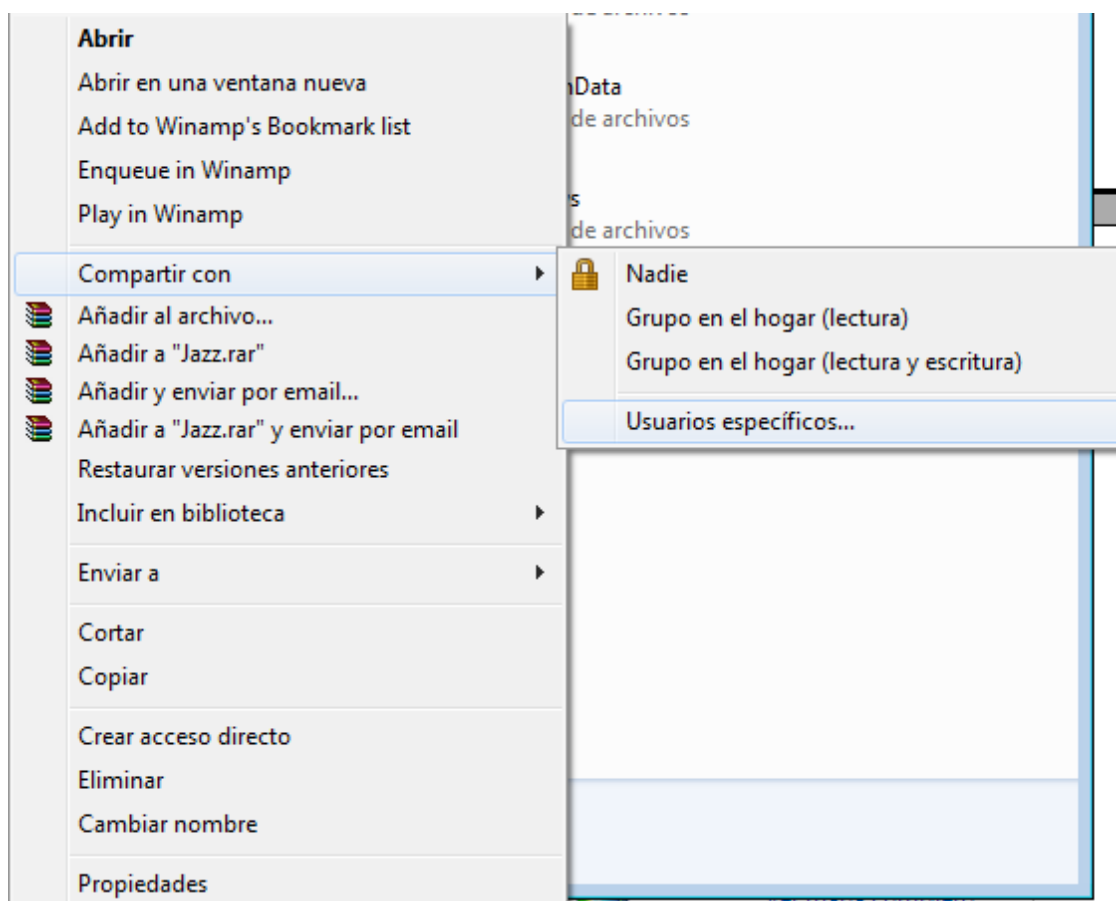 Abrir
Abrir en una ventana nueva
Add to Winamp's Bookmark list
Enqueue in Winamp
Play in Winamp
Compartir con
Añadir al archivo...
Añadir a "Jazz.rar"
Añadir y enviar por email...
Añadir a "Jazz.rar" y enviar por email
Restaurar versiones anteriores
Incluir en biblioteca
Enviar a
Cortar
Copiar
Crear acceso directo
Eliminar
Cambiar nombre
Propiedades
de archivos
de archivos
Nadie
Grupo en el hogar (lectura)
Grupo en el hogar (lectura y escritura)
Usuarios específicos...